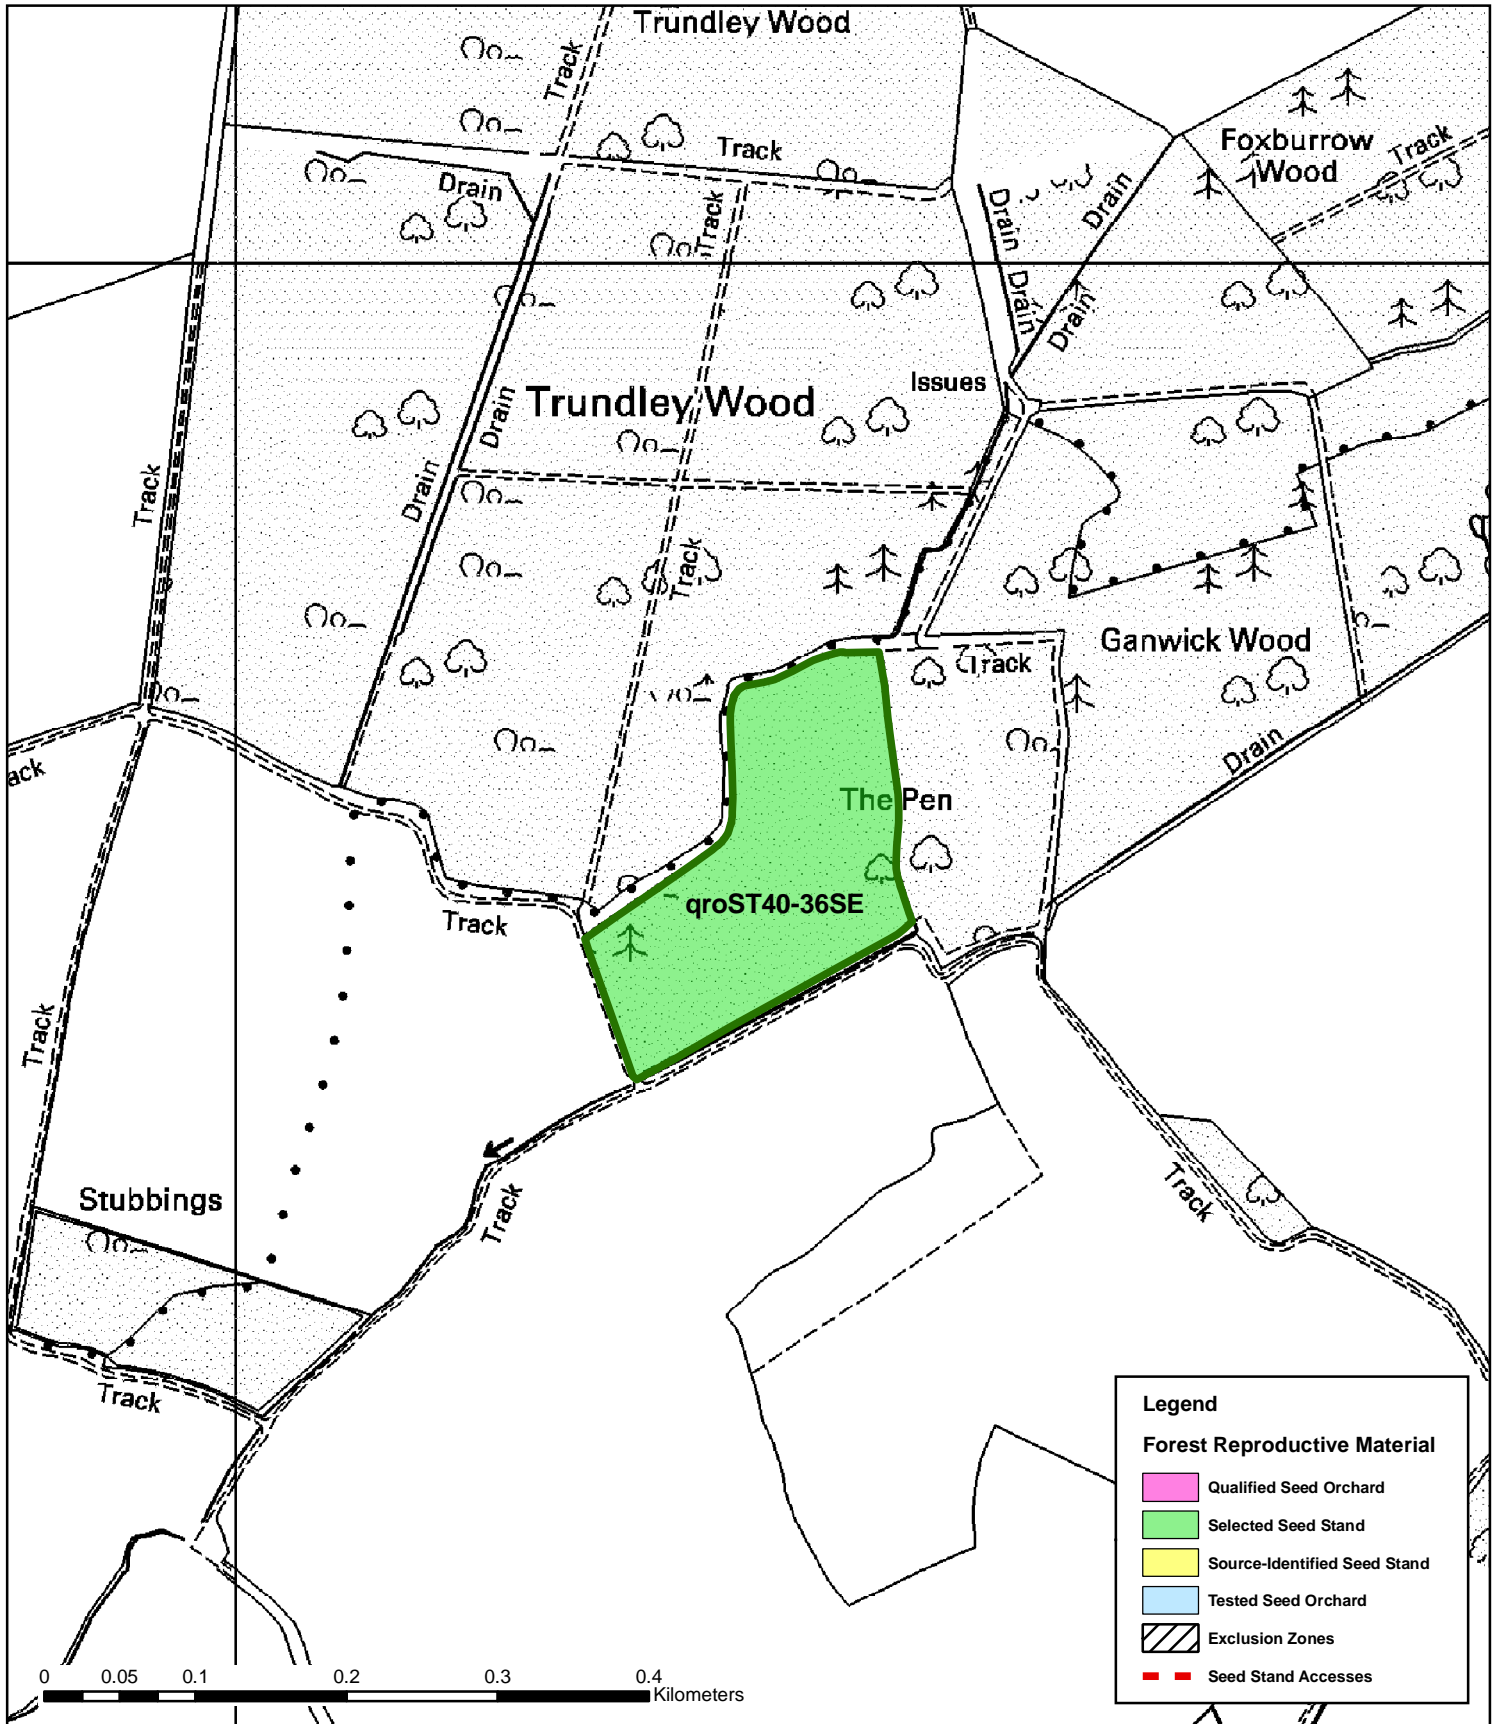 Trundley Wood
Track
Track
Foxburrow
Wood
Track
Drain
Drain
Track
Drain
Drain
Drain
Issues
Trundley Wood
Drain
Drain
Track
Track
Ganwick Wood
Track
Drain
ack
The Pen
qroST40-36SE
Track
Track
Stubbings
Track
Track
Track
Legend
Forest Reproductive Material
Qualified Seed Orchard
Selected Seed Stand
Source-Identified Seed Stand
Tested Seed Orchard
Exclusion Zones
Seed Stand Accesses
0 0.05 0.1 0.2 0.3 0.4
Kilometers